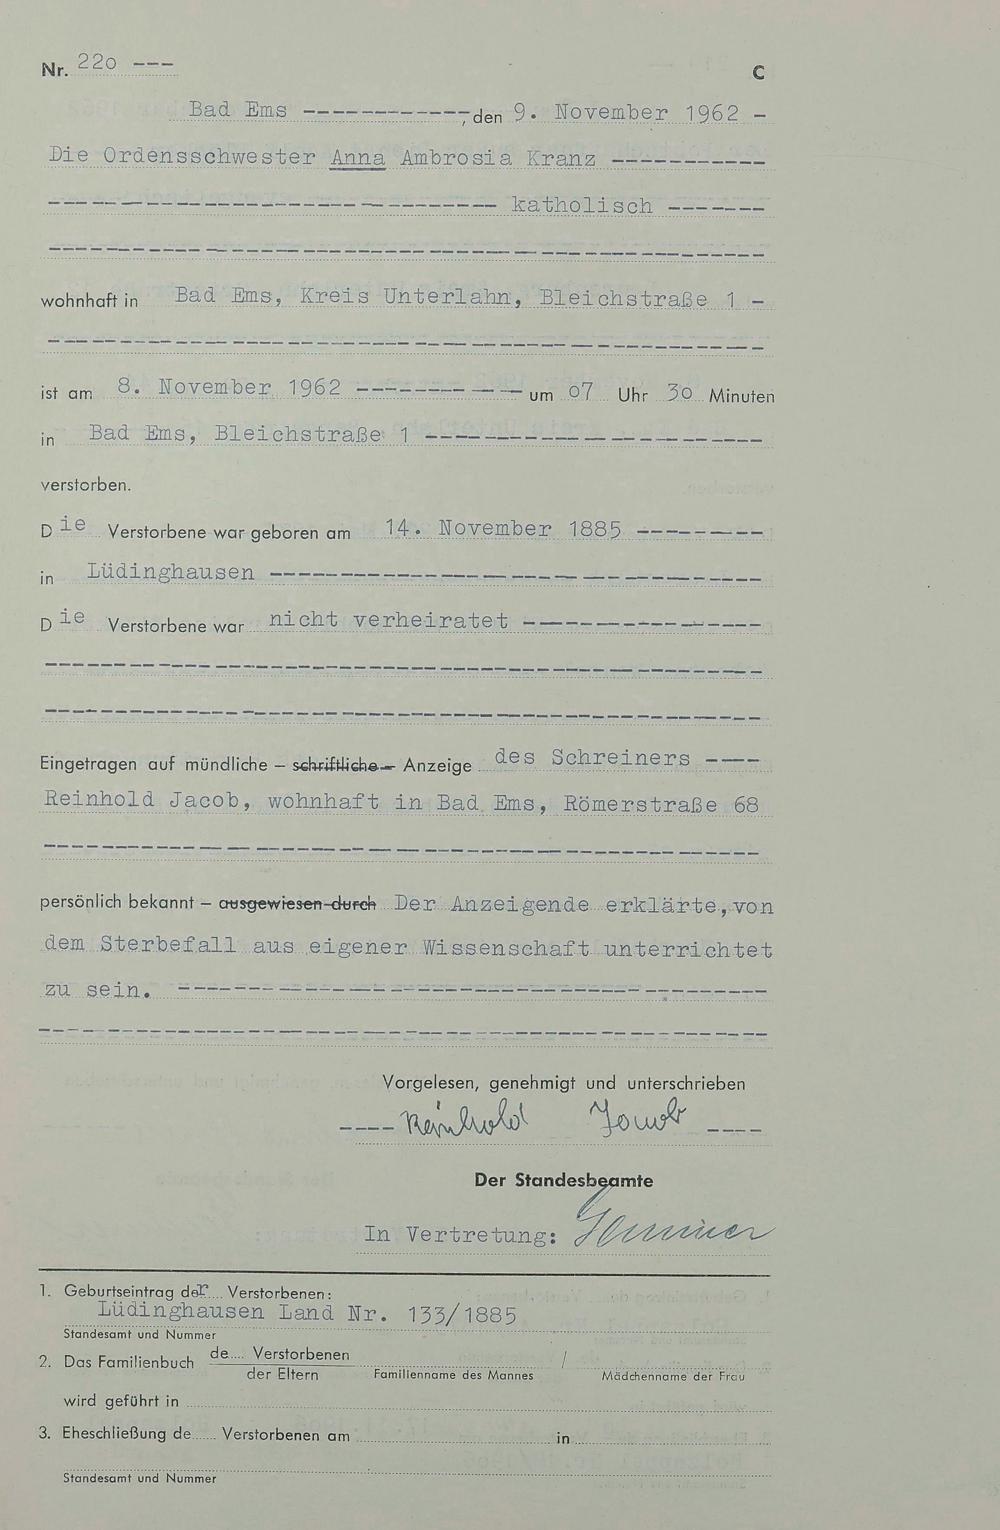 Nr. 220 --- C
Bad Ems ------------, den 9. November 1962 -
Die Ordensschwester Anna Ambrosia Kranz -----------
------------------------------- katholisch -------
wohnhaft in Bad Ems, Kreis Unterlahn, Bleichstraße 1 -
ist am 8. November 1962 ------------ um 07 Uhr 30 Minuten
in Bad Ems, Bleichstraße 1 ------------------------
verstorben.
Die Verstorbene war geboren am 14. November 1885 ---------
in Lüdinghausen -----------------------------------
Die Verstorbene war nicht verheiratet -----------------
Eingetragen auf mündliche – schriftliche – Anzeige des Schreiners ----
Reinhold Jacob, wohnhaft in Bad Ems, Römerstraße 68
persönlich bekannt – ausgewiesen durch Der Anzeigende erklärte, von
dem Sterbefall aus eigener Wissenschaft unterrichtet
zu sein. ------------------------------------------
Vorgelesen, genehmigt und unterschrieben
---- Reinhold Jacob ----
Der Standesbeamte
In Vertretung:
1. Geburtseintrag der Verstorbenen:
Lüdinghausen Land Nr. 133/1885
Standesamt und Nummer
2. Das Familienbuch de.... Verstorbenen /
der Eltern Familienname des Mannes Mädchenname der Frau
wird geführt in
3. Eheschließung de...... Verstorbenen am in
Standesamt und Nummer